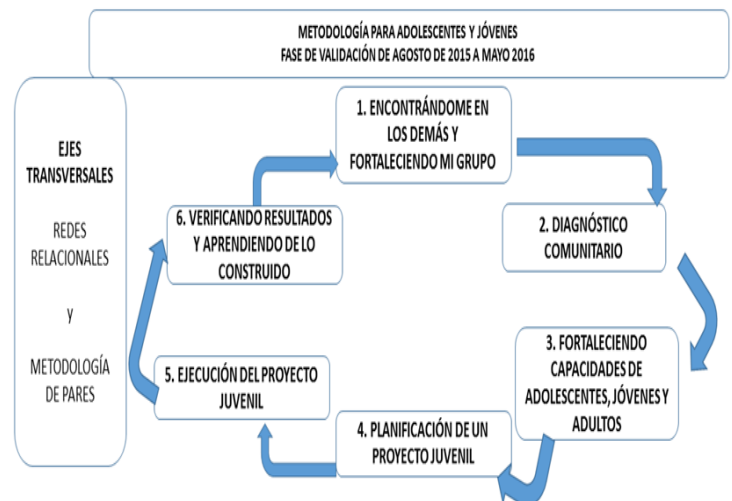 METODOLOGÍA PARA ADOLESCENTES Y JÓVENES
FASE DE VALIDACIÓN DE AGOSTO DE 2015 A MAYO 2016
EJES
TRANSVERSALES
REDES
RELACIONALES
y
METODOLOGÍA
DE PARES
1. ENCONTRÁNDOME EN
LOS DEMÁS Y
FORTALECIENDO MI GRUPO
2. DIAGNÓSTICO
COMUNITARIO
3. FORTALECIENDO
CAPACIDADES DE
ADOLESCENTES, JÓVENES Y
ADULTOS
4. PLANIFICACIÓN DE UN
PROYECTO JUVENIL
5. EJECUCIÓN DEL PROYECTO
JUVENIL
6. VERIFICANDO RESULTADOS
Y APRENDIENDO DE LO
CONSTRUIDO